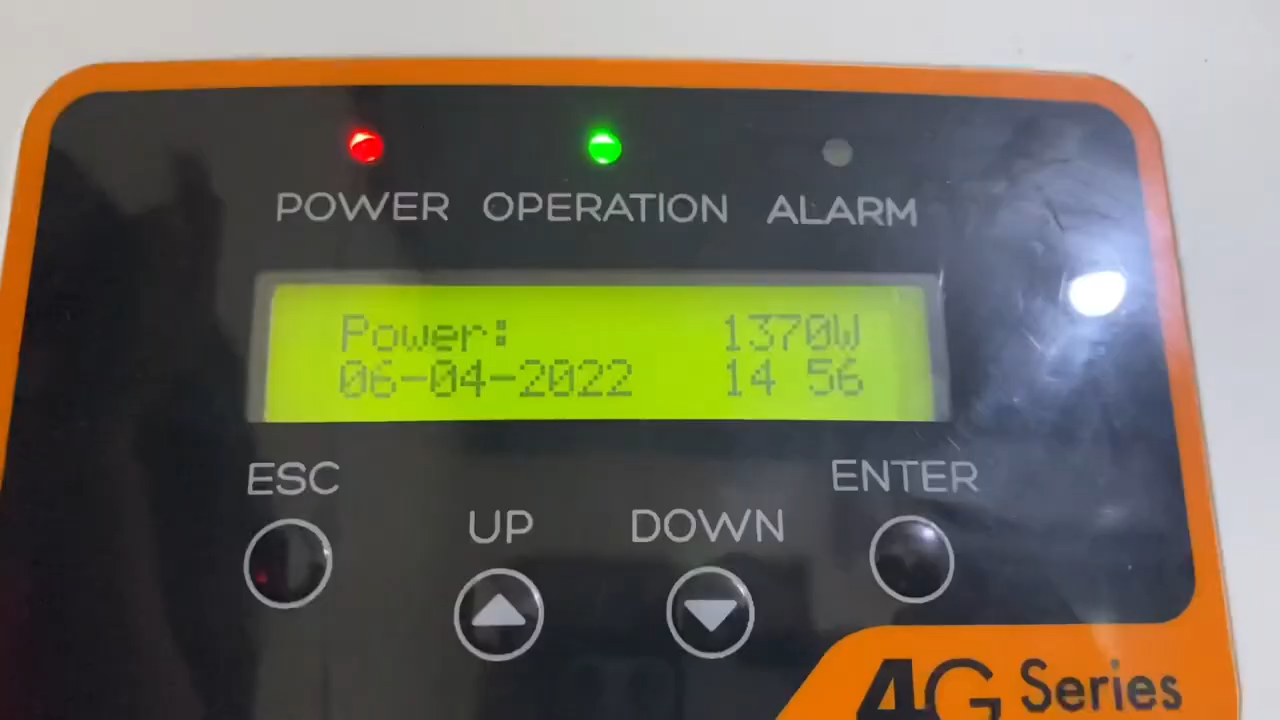 POWER OPERATION ALARM
Power: 1370W
06-04-2022 14 56
ESC
ENTER
UP
DOWN
4G Series